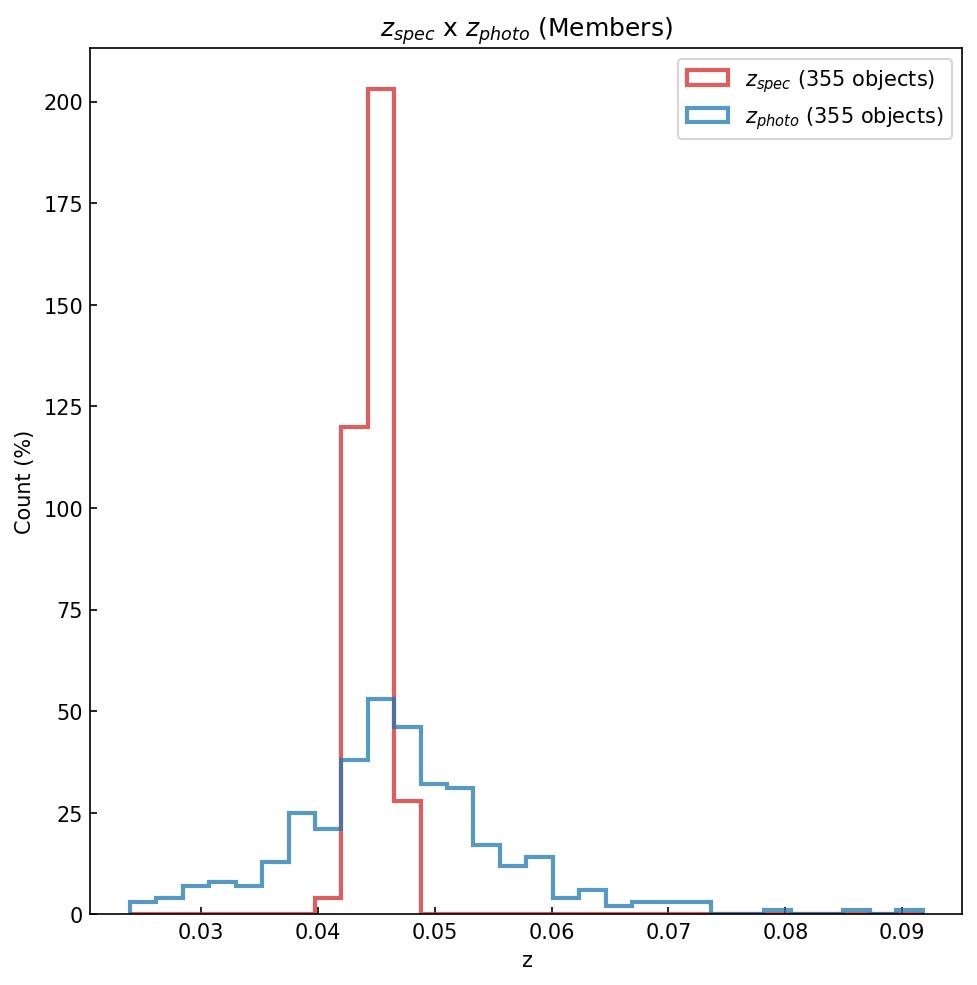 z_spec x z_photo (Members)
z_spec (355 objects)
z_photo (355 objects)
Count (%)
200
175
150
125
100
75
50
25
0
0.03 0.04 0.05 0.06 0.07 0.08 0.09
z